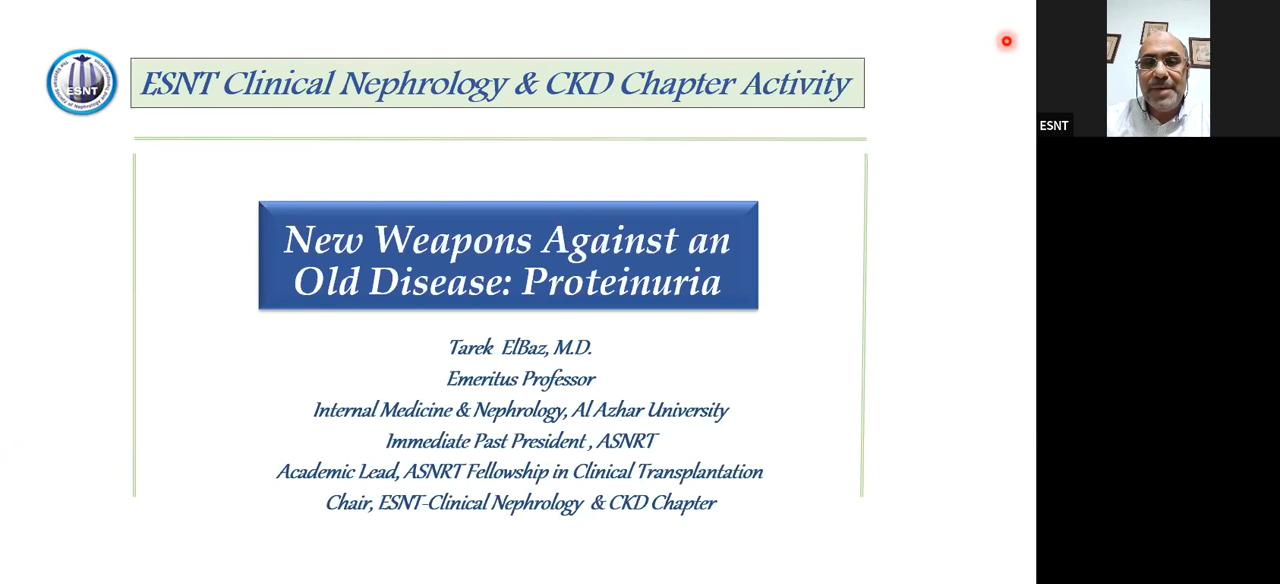 ESNT Clinical Nephrology & CKD Chapter Activity
ESNT
New Weapons Against an
Old Disease: Proteinuria
Tarek ElBaz, M.D.
Emeritus Professor
Internal Medicine & Nephrology, Al Azhar University
Immediate Past President , ASNRT
Academic Lead, ASNRT Fellowship in Clinical Transplantation
Chair, ESNT-Clinical Nephrology & CKD Chapter
ESNT